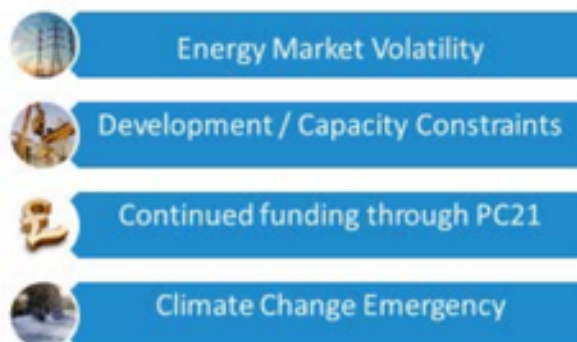 Energy Market Volatility
Development / Capacity Constraints
Continued funding through PC21
Climate Change Emergency